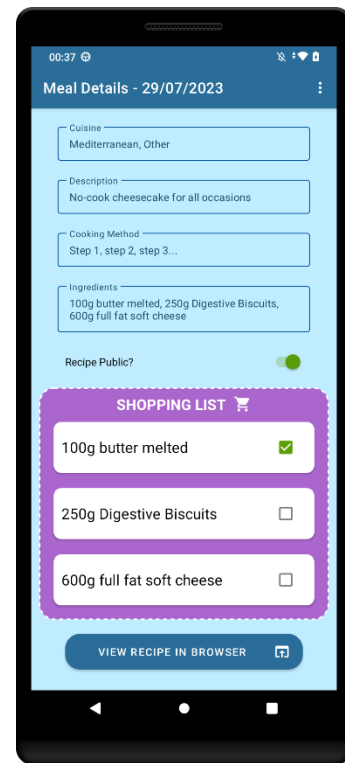 00:37
Meal Details - 29/07/2023
Cuisine
Mediterranean, Other
Description
No-cook cheesecake for all occasions
Cooking Method
Step 1, step 2, step 3...
Ingredients
100g butter melted, 250g Digestive Biscuits,
600g full fat soft cheese
Recipe Public?
SHOPPING LIST
100g butter melted
250g Digestive Biscuits
600g full fat soft cheese
VIEW RECIPE IN BROWSER